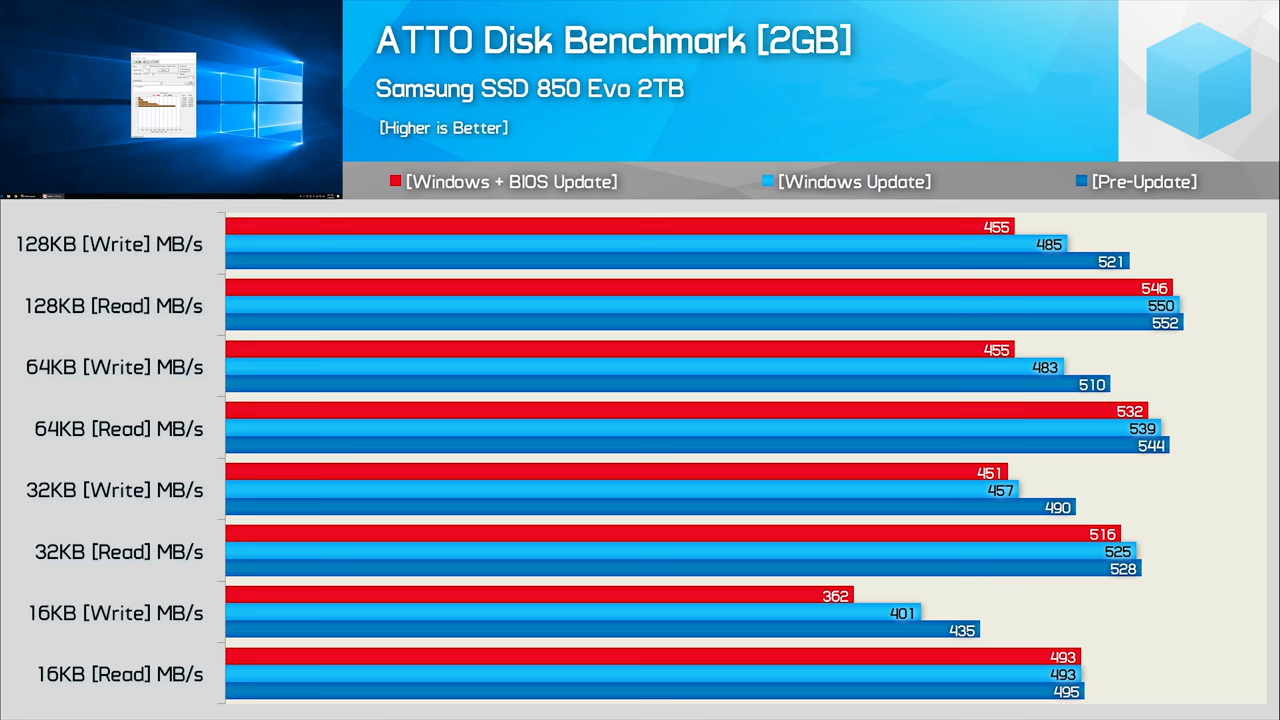 ATTO Disk Benchmark [2GB]
Samsung SSD 850 Evo 2TB
[Higher is Better]
[Windows + BIOS Update] [Windows Update] [Pre-Update]
128KB [Write] MB/s
455
485
521
128KB [Read] MB/s
546
550
552
64KB [Write] MB/s
455
483
510
64KB [Read] MB/s
532
539
544
32KB [Write] MB/s
451
457
490
32KB [Read] MB/s
516
525
528
16KB [Write] MB/s
362
401
435
16KB [Read] MB/s
493
493
495